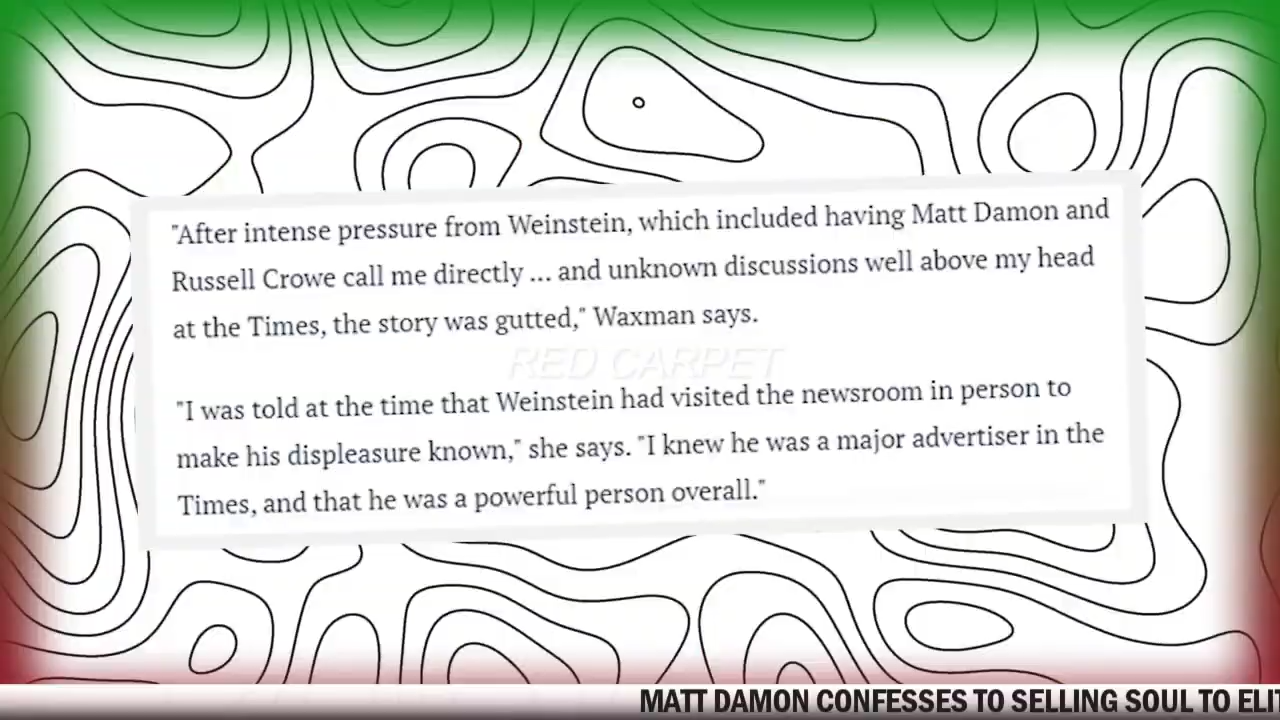 "After intense pressure from Weinstein, which included having Matt Damon and
Russell Crowe call me directly ... and unknown discussions well above my head
at the Times, the story was gutted," Waxman says.
RED CARPET
"I was told at the time that Weinstein had visited the newsroom in person to
make his displeasure known," she says. "I knew he was a major advertiser in the
Times, and that he was a powerful person overall."
MATT DAMON CONFESSES TO SELLING SOUL TO ELI